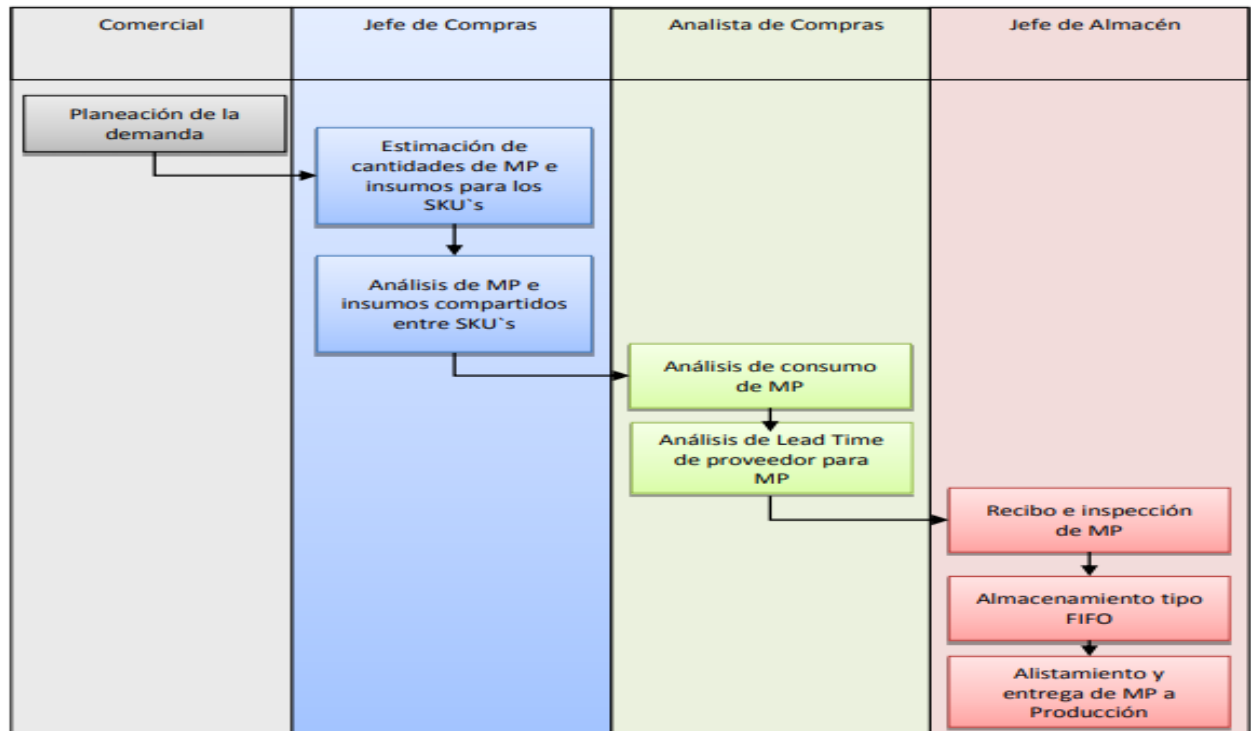 Comercial
Jefe de Compras
Analista de Compras
Jefe de Almacén
Planeación de la
demanda
Estimación de
cantidades de MP e
insumos para los
SKU`s
Análisis de MP e
insumos compartidos
entre SKU`s
Análisis de consumo
de MP
Análisis de Lead Time
de proveedor para
MP
Recibo e inspección
de MP
Almacenamiento tipo
FIFO
Alistamiento y
entrega de MP a
Producción